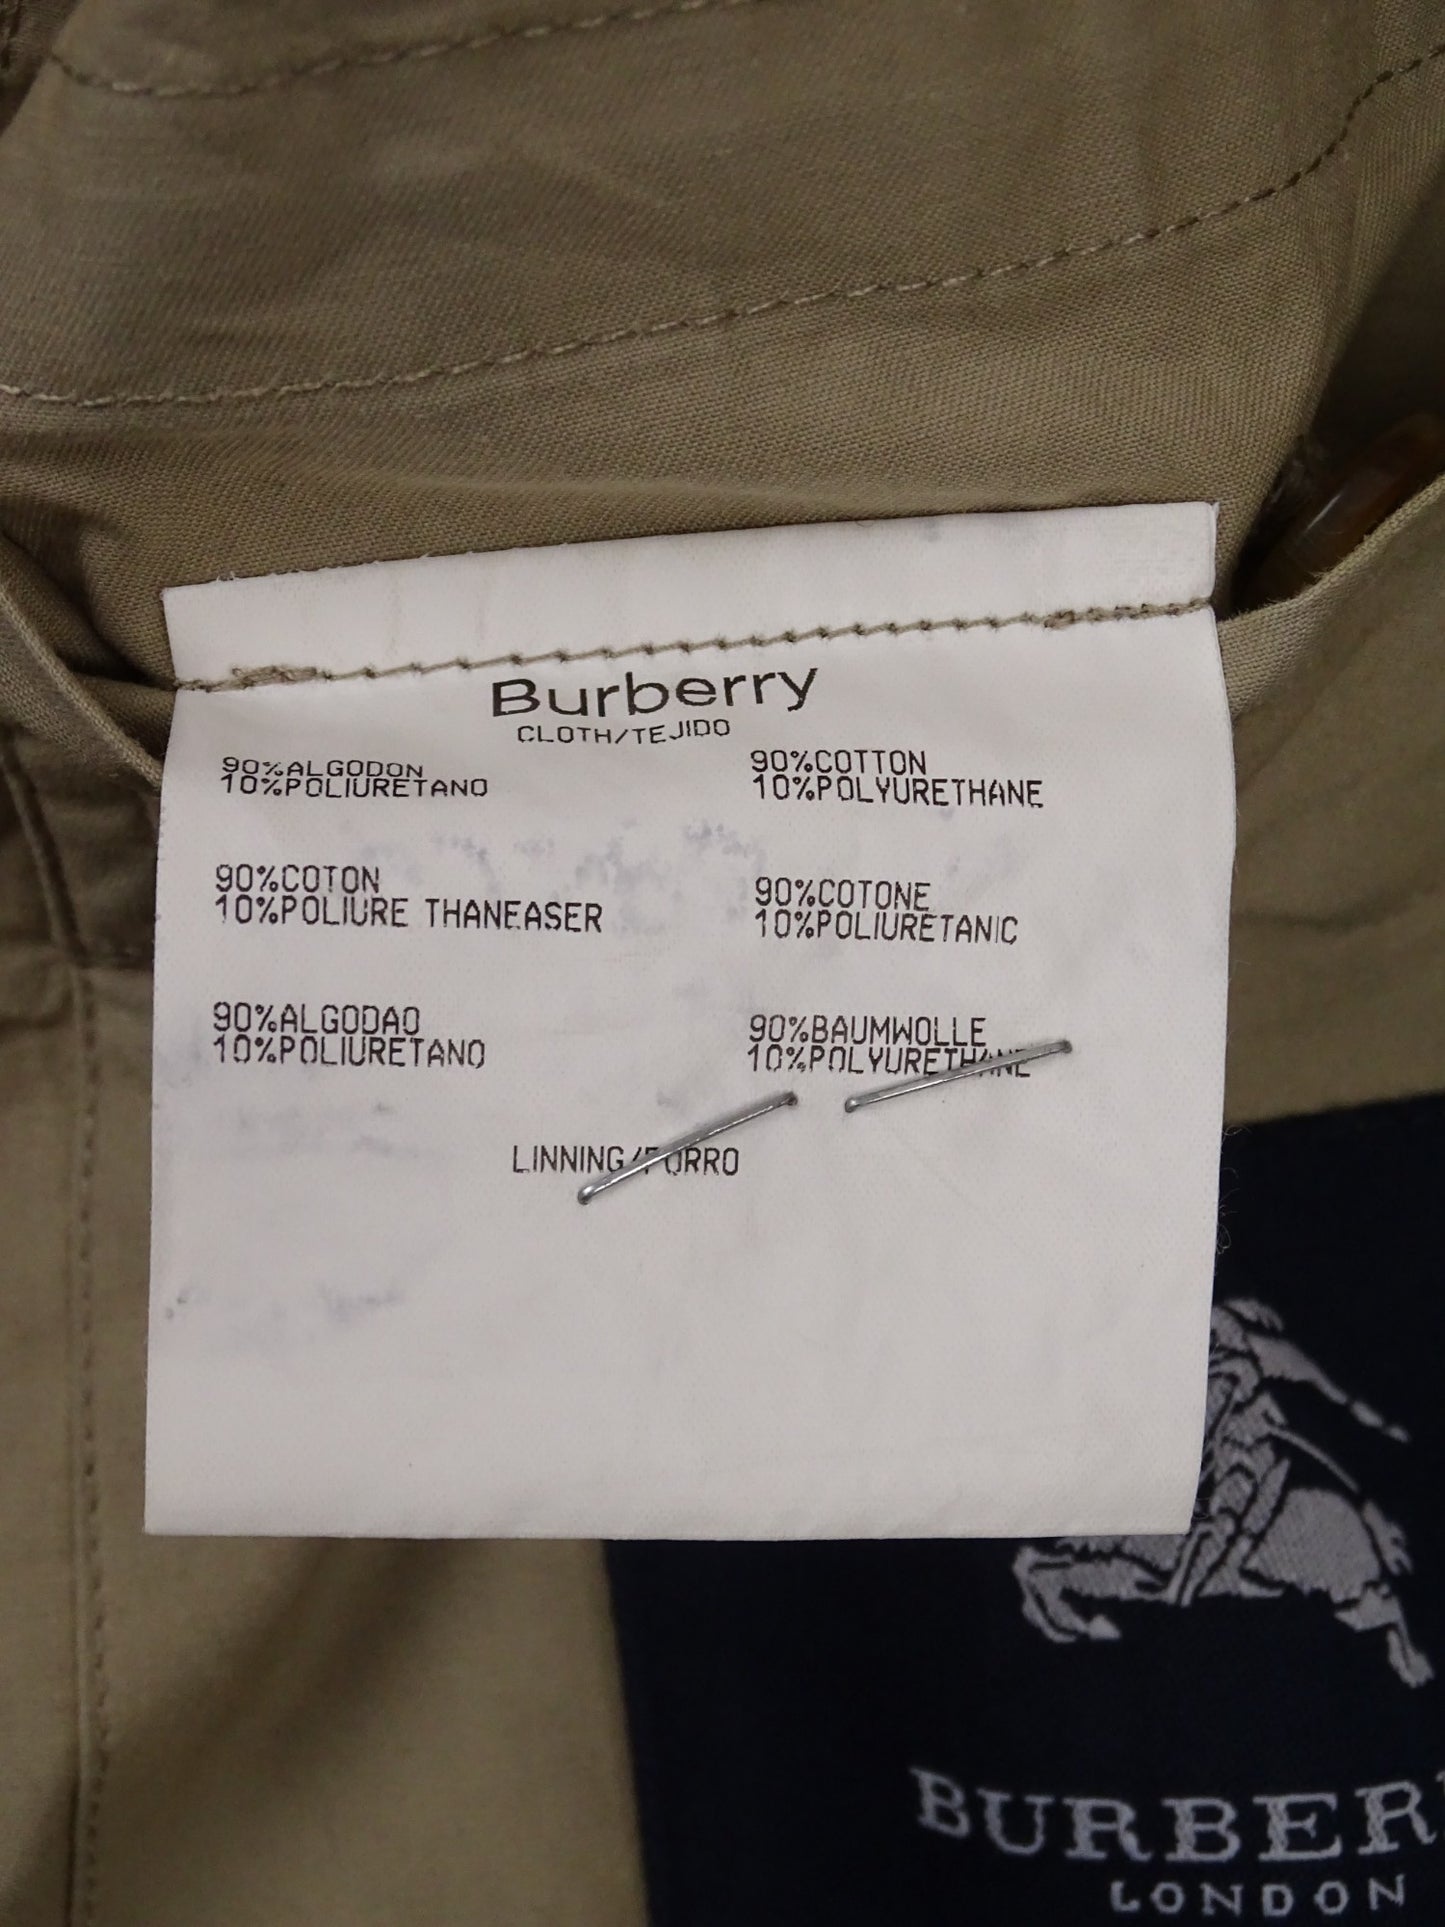 Burberry
CLOTH/TEJIDO
90%ALGODON
10%POLIURETANO
90%COTTON
10%POLYURETHANE
90%COTON
10%POLIURE THANEASER
90%COTONE
10%POLIURETANIC
90%ALGODAO
10%POLIURETANO
90%BAUMWOLLE
10%POLYURETHANE
LINNING/FORRO
BURBER
LONDON